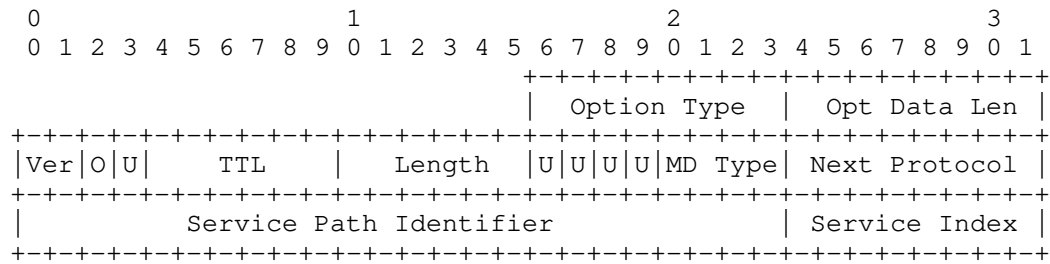 0                   1                   2                   3
 0 1 2 3 4 5 6 7 8 9 0 1 2 3 4 5 6 7 8 9 0 1 2 3 4 5 6 7 8 9 0 1
                                +-+-+-+-+-+-+-+-+-+-+-+-+-+-+-+-+
                                |  Option Type  |  Opt Data Len |
+-+-+-+-+-+-+-+-+-+-+-+-+-+-+-+-+-+-+-+-+-+-+-+-+-+-+-+-+-+-+-+-+
|Ver|O|U|    TTL    |   Length  |U|U|U|U|MD Type| Next Protocol |
+-+-+-+-+-+-+-+-+-+-+-+-+-+-+-+-+-+-+-+-+-+-+-+-+-+-+-+-+-+-+-+-+
|          Service Path Identifier              | Service Index |
+-+-+-+-+-+-+-+-+-+-+-+-+-+-+-+-+-+-+-+-+-+-+-+-+-+-+-+-+-+-+-+-+